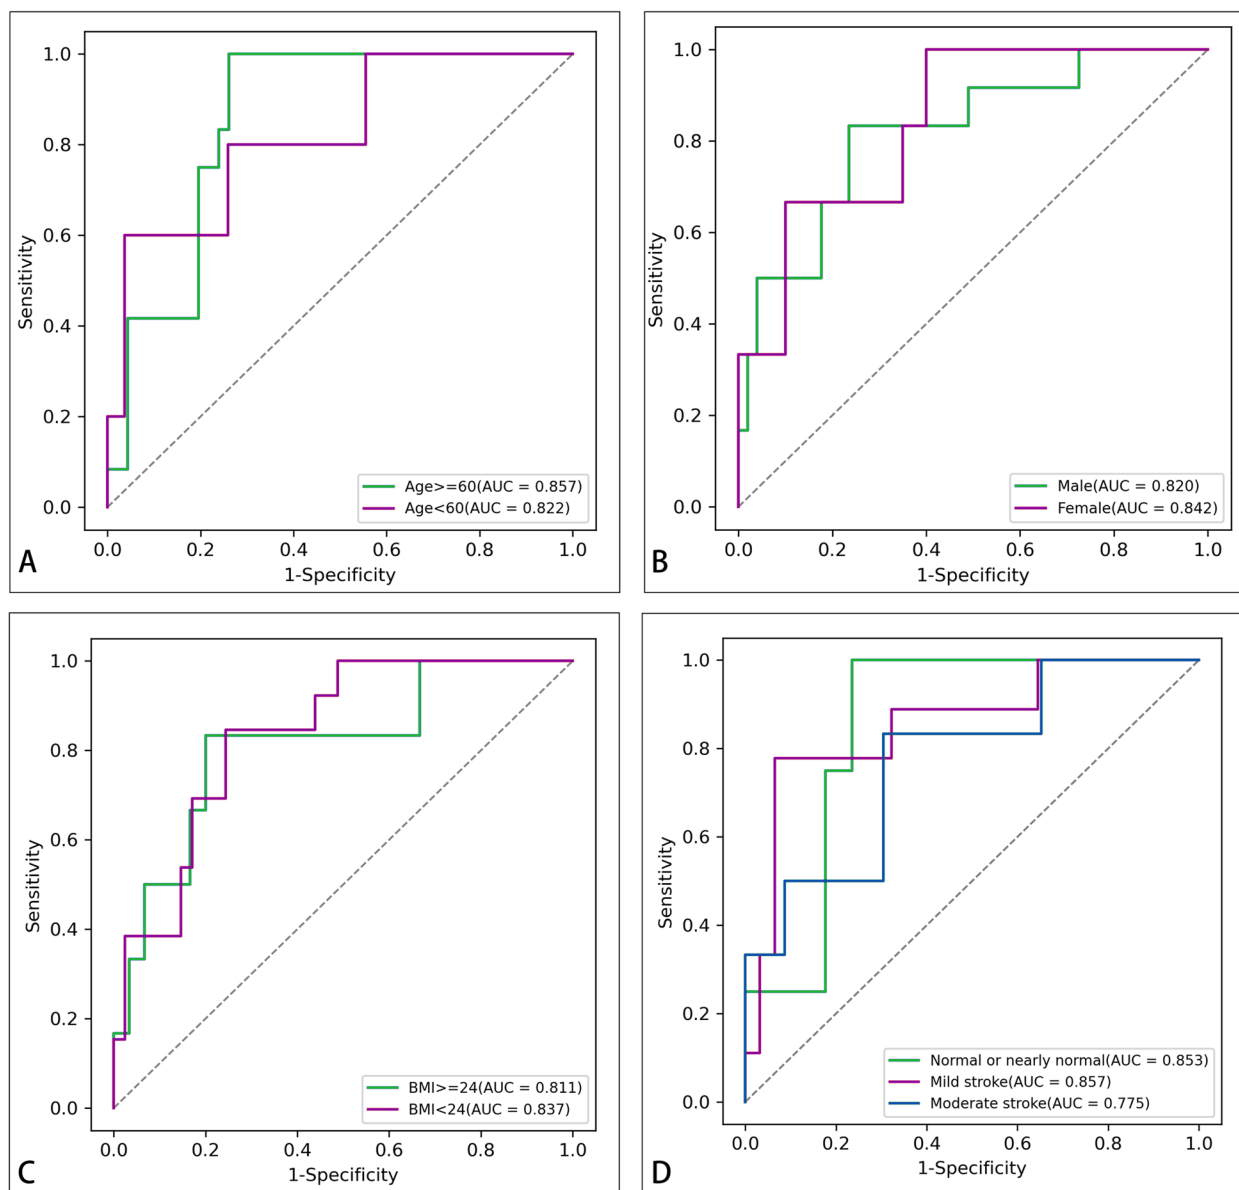 1.0
0.8
0.6
0.4
0.2
0.0
Sensitivity
Age>=60(AUC = 0.857)
Age<60(AUC = 0.822)
0.0 0.2 0.4 0.6 0.8 1.0
1-Specificity
A
1.0
0.8
0.6
0.4
0.2
0.0
Sensitivity
Male(AUC = 0.820)
Female(AUC = 0.842)
0.0 0.2 0.4 0.6 0.8 1.0
1-Specificity
B
1.0
0.8
0.6
0.4
0.2
0.0
Sensitivity
BMI>=24(AUC = 0.811)
BMI<24(AUC = 0.837)
0.0 0.2 0.4 0.6 0.8 1.0
1-Specificity
C
1.0
0.8
0.6
0.4
0.2
0.0
Sensitivity
Normal or nearly normal(AUC = 0.853)
Mild stroke(AUC = 0.857)
Moderate stroke(AUC = 0.775)
0.0 0.2 0.4 0.6 0.8 1.0
1-Specificity
D